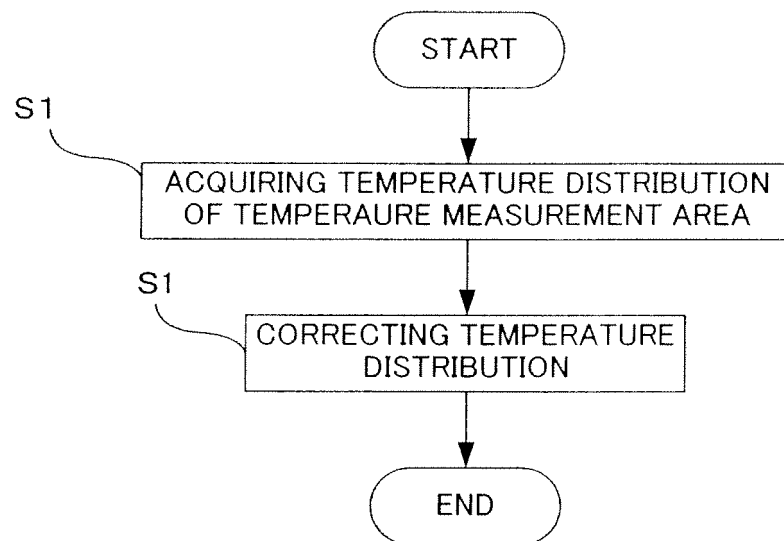 START
S1
ACQUIRING TEMPERATURE DISTRIBUTION
OF TEMPERAURE MEASUREMENT AREA
S1
CORRECTING TEMPERATURE
DISTRIBUTION
END